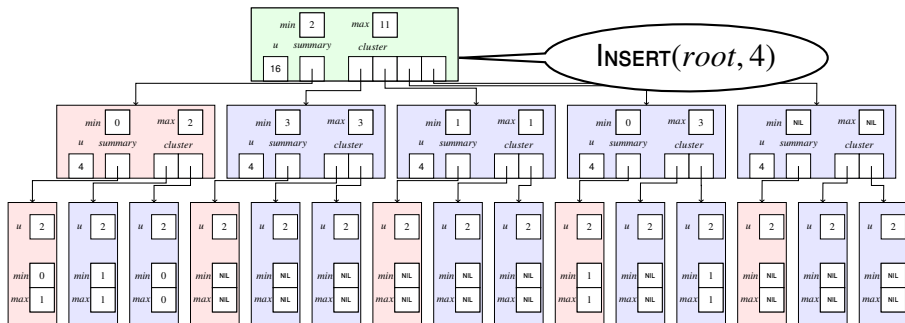 min 2 max 11
u summary cluster
16
INSERT(root, 4)
min 0 max 2 min 3 max 3 min 1 max 1 min 0 max 3 min NIL max NIL
u summary cluster u summary cluster u summary cluster u summary cluster u summary cluster
4 4 4 4 4
u 2 u 2 u 2 u 2 u 2 u 2 u 2 u 2 u 2 u 2 u 2 u 2 u 2 u 2 u 2
min 0 min 1 min 0 min NIL min NIL min NIL min NIL min NIL min NIL min 1 min NIL min 1 min NIL min NIL min NIL
max 1 max 1 max 0 max NIL max NIL max NIL max NIL max NIL max NIL max 1 max NIL max 1 max NIL max NIL max NIL